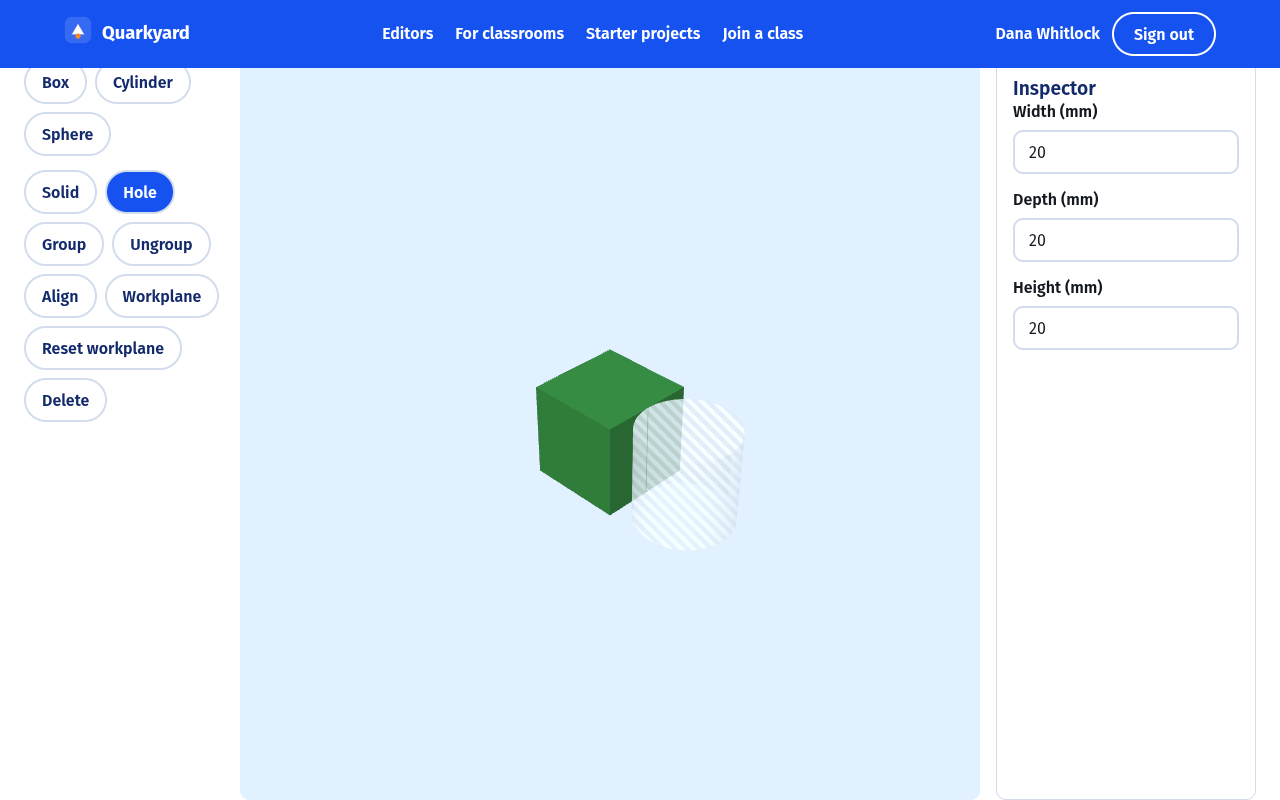 Quarkyard
Editors
For classrooms
Starter projects
Join a class
Dana Whitlock
Sign out
Box
Cylinder
Sphere
Solid
Hole
Group
Ungroup
Align
Workplane
Reset workplane
Delete
Inspector
Width (mm)
20
Depth (mm)
20
Height (mm)
20